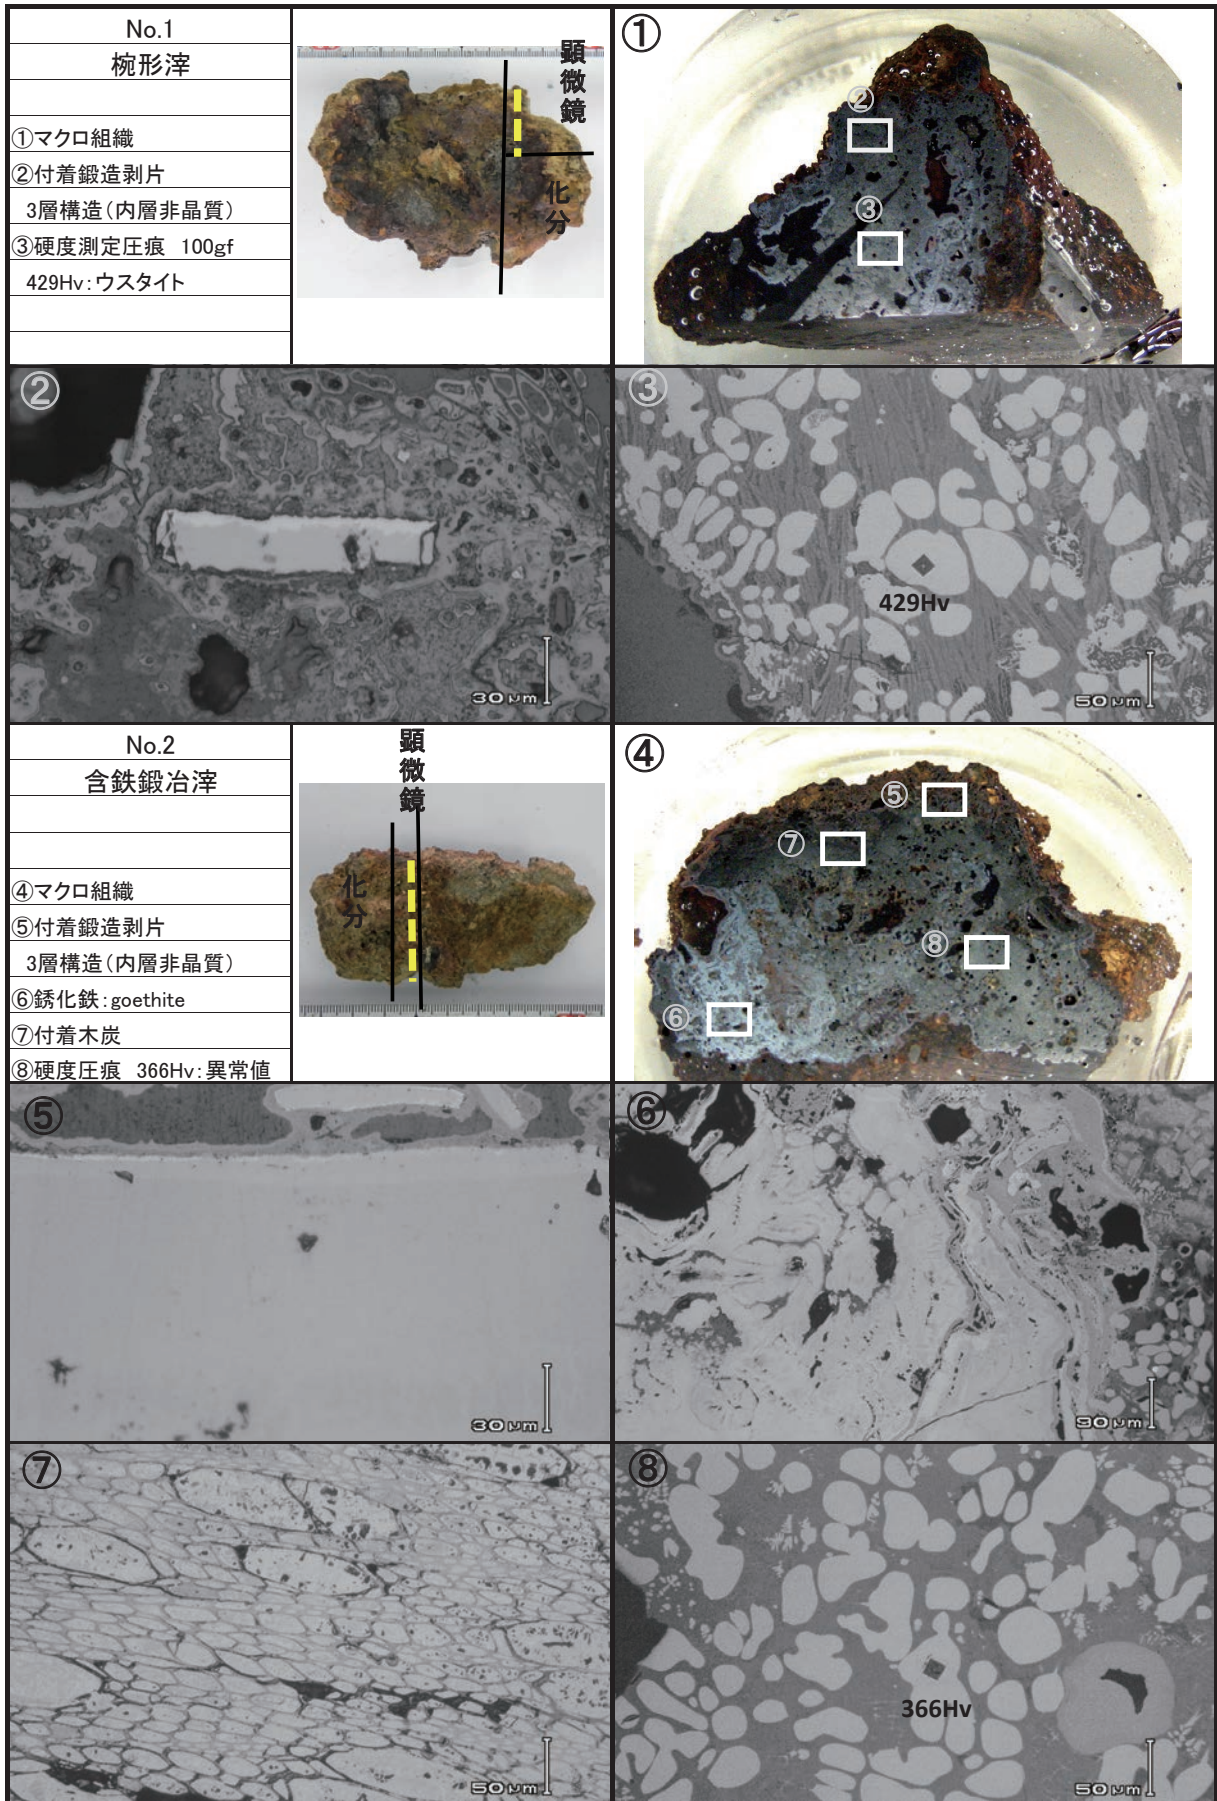 No.1
椀形滓
①マクロ組織
②付着鍛造剥片
3層構造(内層非晶質)
③硬度測定圧痕 100gf
429Hv:ウスタイト
顕微鏡
化分
①
②
③
②
30μm
③
429Hv
50μm
No.2
含鉄鍛冶滓
④マクロ組織
⑤付着鍛造剥片
3層構造(内層非晶質)
⑥銹化鉄:goethite
⑦付着木炭
⑧硬度圧痕 366Hv:異常値
顕微鏡
化分
④
⑤
⑦
⑧
⑥
⑤
30μm
⑥
90μm
⑦
50μm
⑧
366Hv
50μm